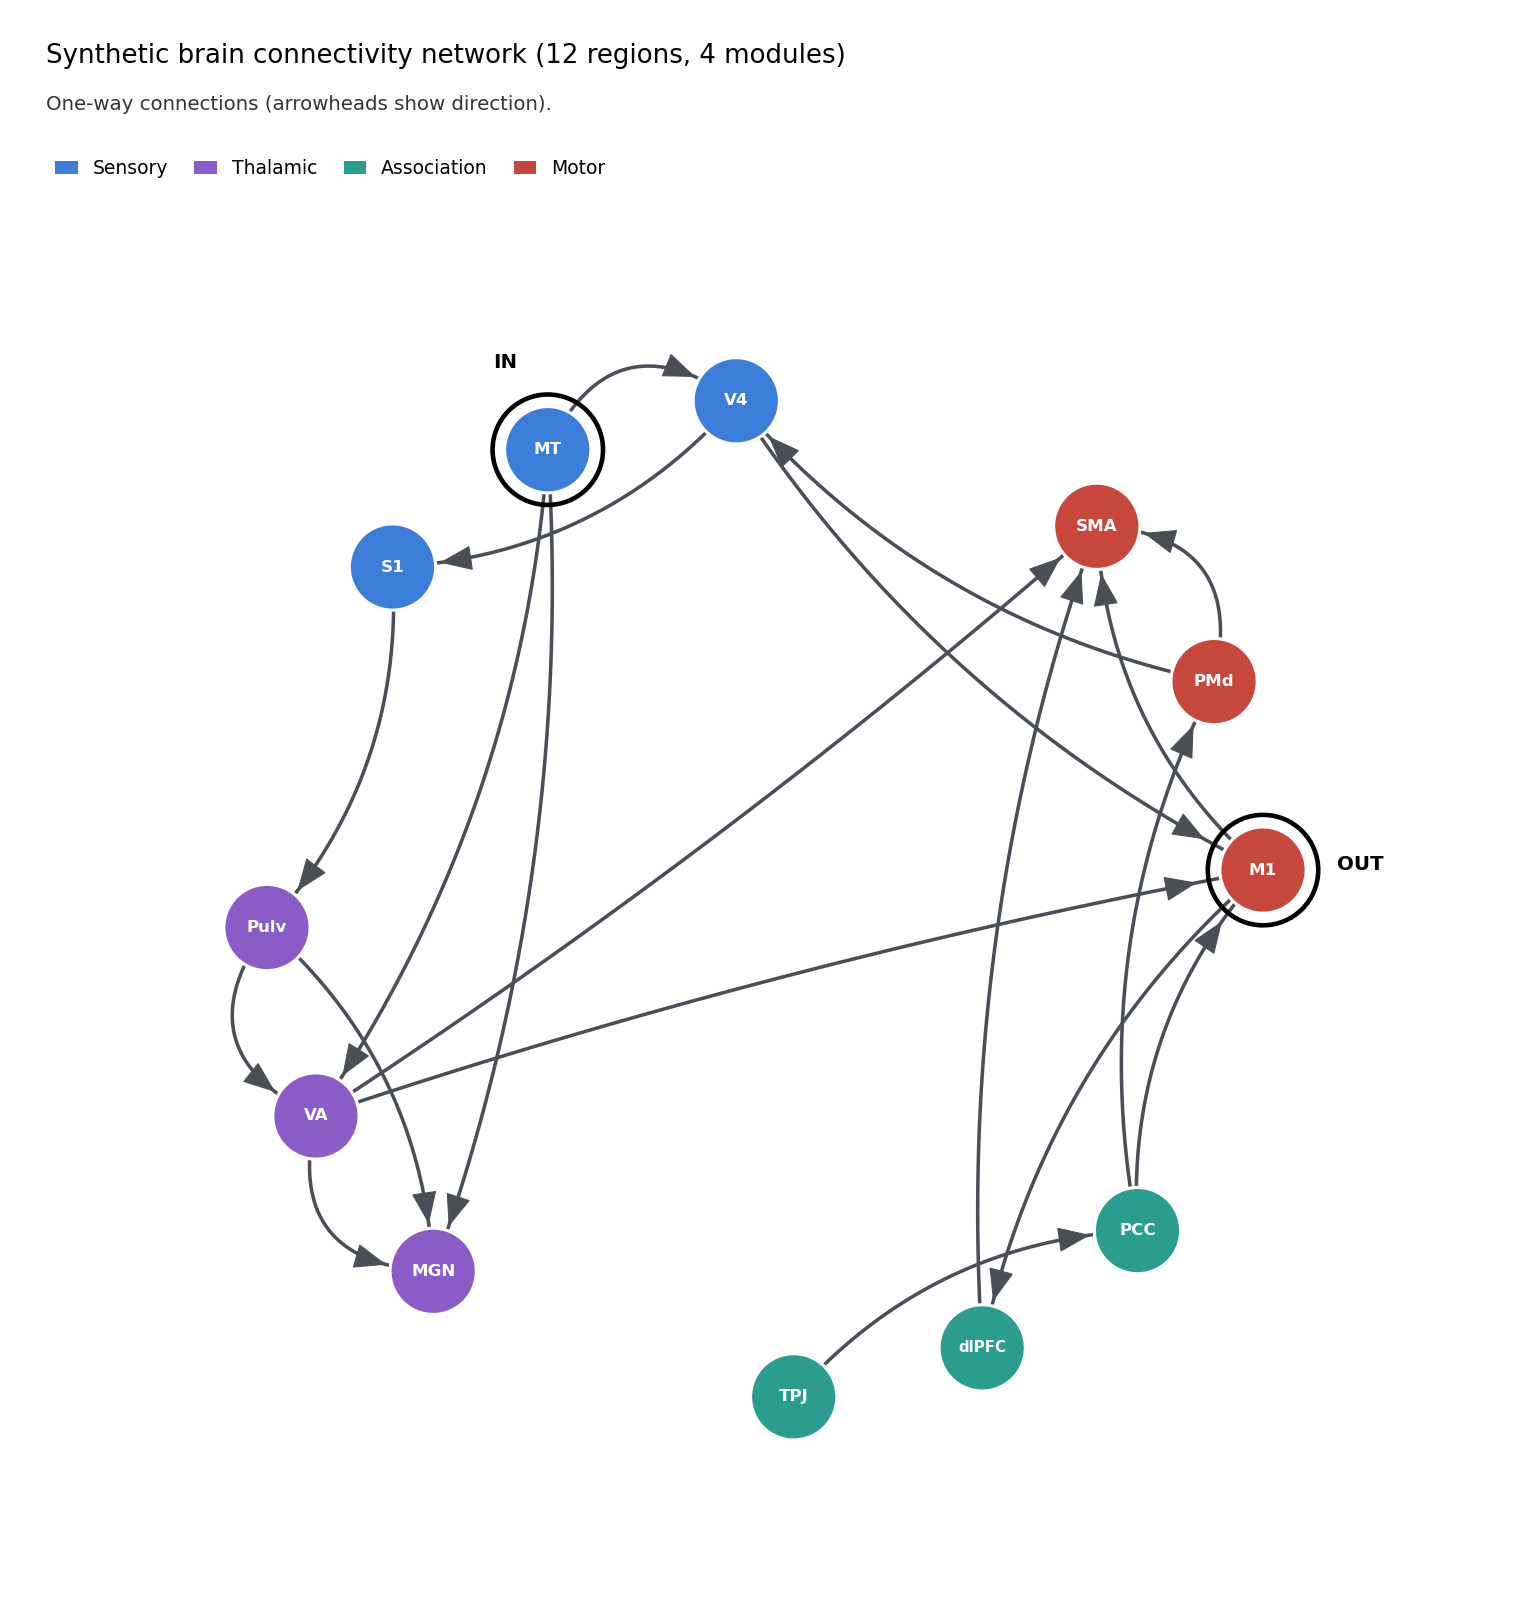 Synthetic brain connectivity network (12 regions, 4 modules)
One-way connections (arrowheads show direction).
Sensory Thalamic Association Motor
IN
V4
MT
SMA
S1
PMd
M1
OUT
Pulv
VA
PCC
MGN
dlPFC
TPJ